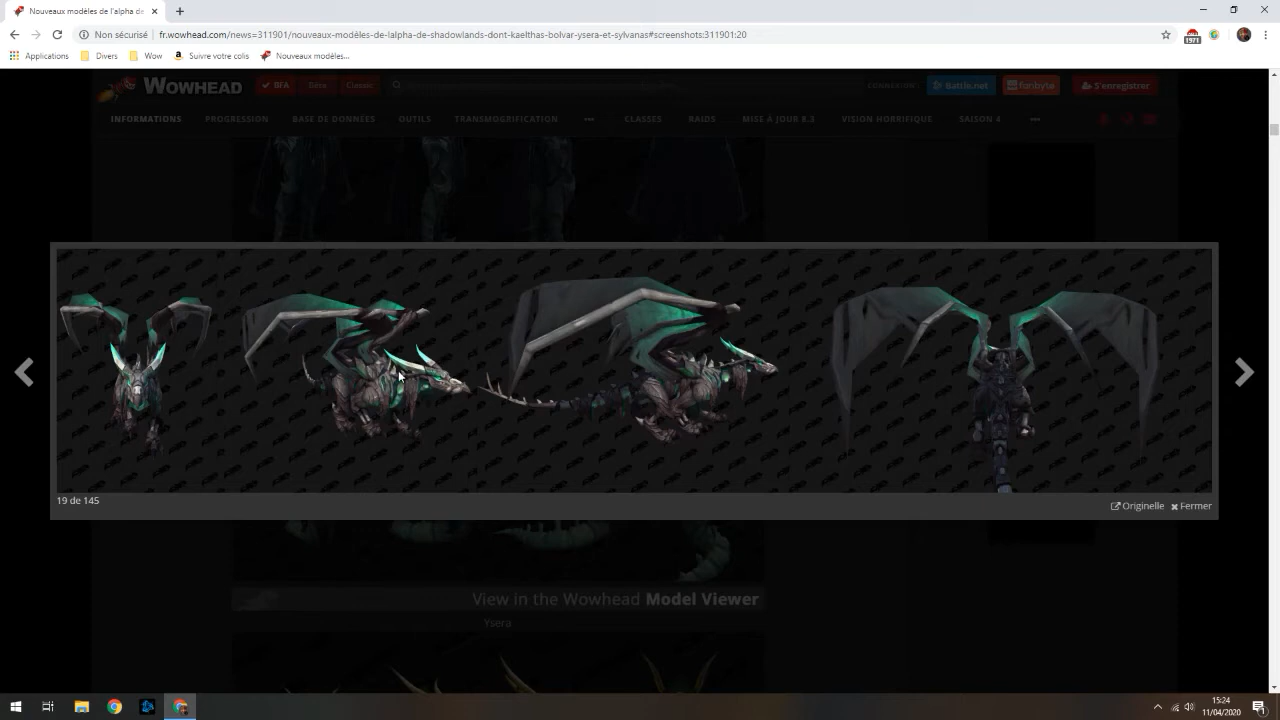 Nouveaux modèles de l'alpha de
Non sécurisé
fr.wowhead.com/news=311901/nouveaux-modèles-de-lalpha-de-shadowlands-dont-kaelthas-bolvar-ysera-et-sylvanas#screenshots:311901:20
1971
Applications
Divers
Wow
Suivre votre colis
Nouveaux modèles...
WOWHEAD
BFA
Classic
CONNEXION
Battle.net
fanbyte
S'enregistrer
INFORMATIONS
PROGRESSION
BASE DE DONNÉES
OUTILS
TRANSMOGRIFICATION
•••
CLASSES
RAIDS
MISE À JOUR 8.3
VISION HORRIFIQUE
SAISON 4
•••
19 de 145
Originelle
Fermer
View in the Wowhead Model Viewer
Ysera
15:24
11/04/2020
1